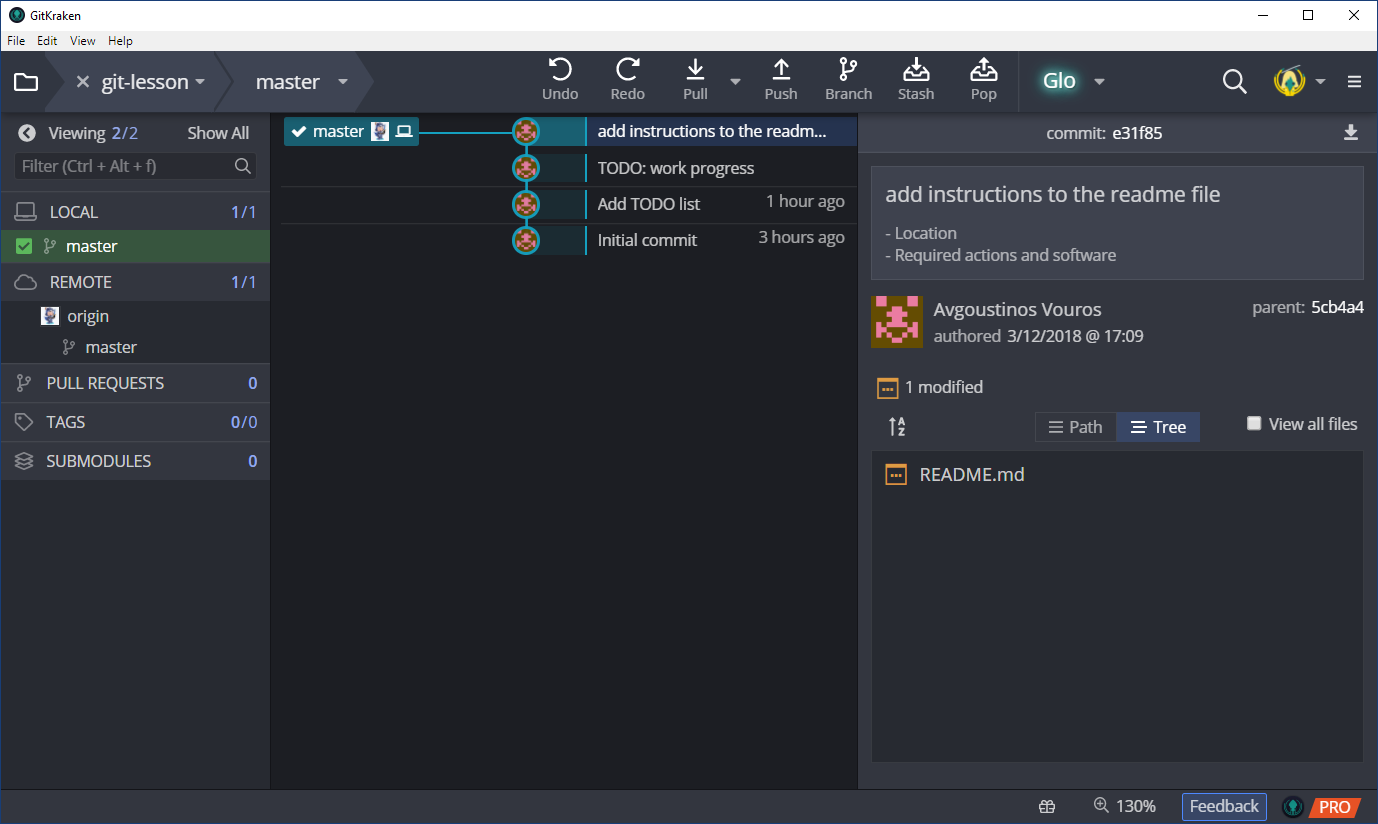 GitKraken
File Edit View Help
git-lesson master Undo Redo Pull Push Branch Stash Pop Glo
Viewing 2/2 Show All
Filter (Ctrl + Alt + f)
LOCAL 1/1
master
REMOTE 1/1
origin
master
PULL REQUESTS 0
TAGS 0/0
SUBMODULES 0
master add instructions to the readm...
TODO: work progress
Add TODO list 1 hour ago
Initial commit 3 hours ago
commit: e31f85
add instructions to the readme file
- Location
- Required actions and software
Avgoustinos Vouros parent: 5cb4a4
authored 3/12/2018 @ 17:09
1 modified
A Z Path Tree View all files
README.md
130% Feedback PRO